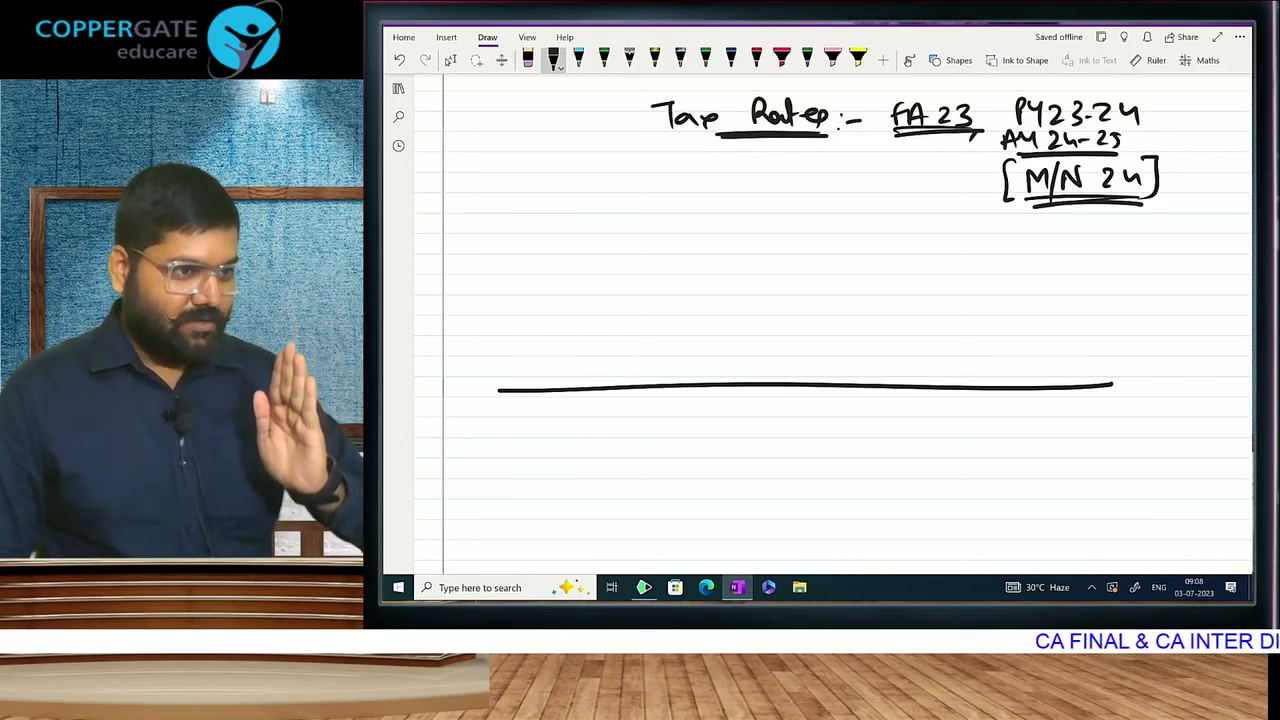 COPPERGATE
educare
Home Insert Draw View Help
Saved offline
Share
Shapes
Ink to Shape
Ink to Text
Ruler
Maths
Tax Rates :- FA 23 PY 23-24
AY 24-25
[M/N 24]
Type here to search
30°C Haze
ENG
09:08
03-07-2023
CA FINAL & CA INTER DI